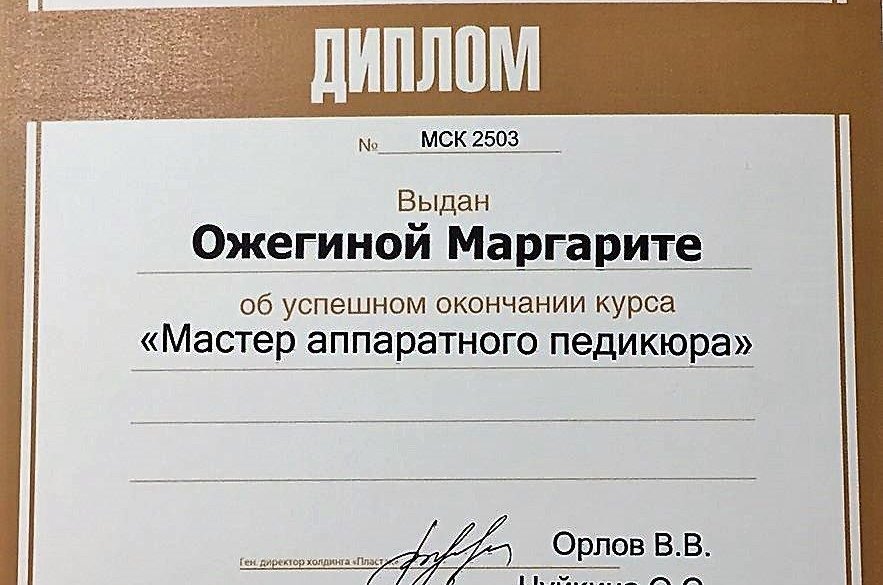 ДИПЛОМ
№ МСК 2503
Выдан
Ожегиной Маргарите
об успешном окончании курса
«Мастер аппаратного педикюра»
Ген. директор холдинга Орлов В.В.